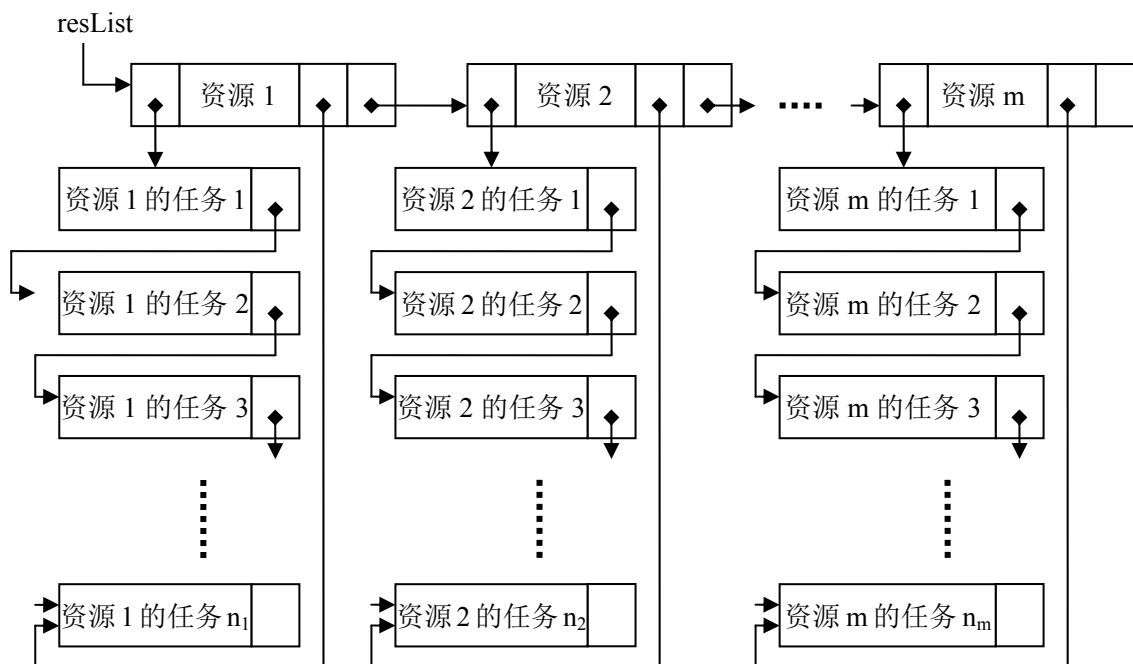 resList
资源 1 资源 2 资源 m
资源 1 的任务 1 资源 2 的任务 1 资源 m 的任务 1
资源 1 的任务 2 资源 2 的任务 2 资源 m 的任务 2
资源 1 的任务 3 资源 2 的任务 3 资源 m 的任务 3
资源 1 的任务 n₁ 资源 2 的任务 n₂ 资源 m 的任务 nₘ